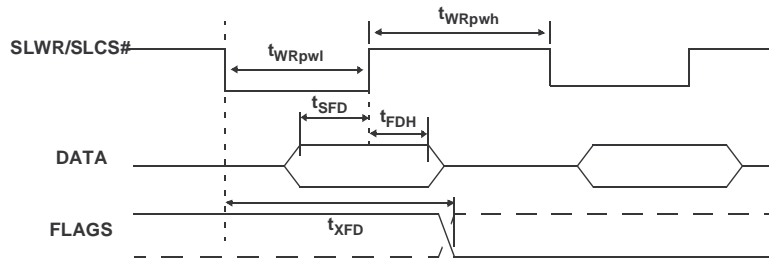 tWRpwh
SLWR/SLCS#
tWRpwl
tSFD
tFDH
DATA
tXFD
FLAGS